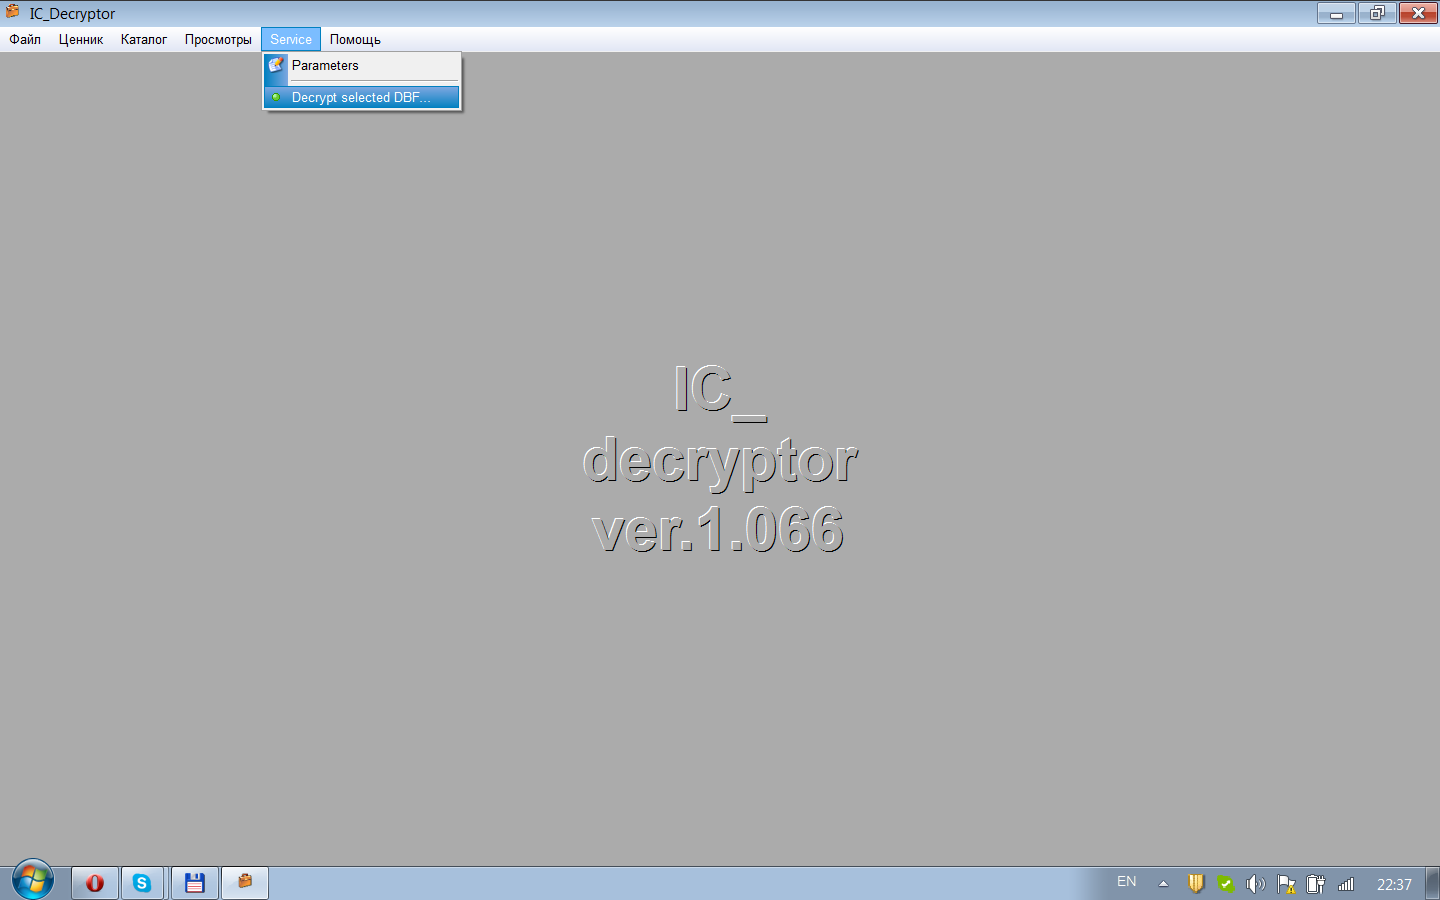 IC_Decryptor
Файл Ценник Каталог Просмотры Service Помощь
Parameters
Decrypt selected DBF...
IC_
decryptor
ver.1.066
EN 22:37